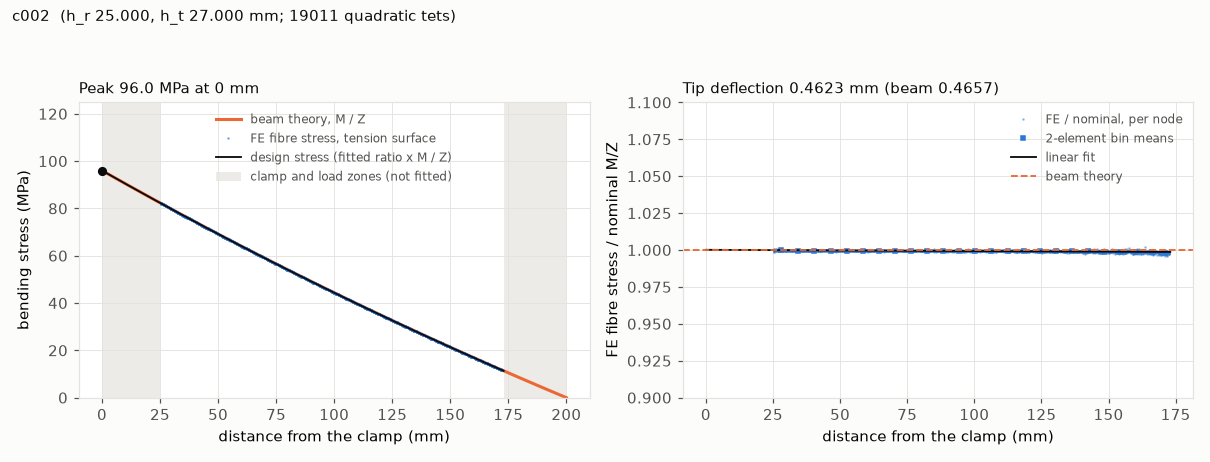 c002  (h_r 25.000, h_t 27.000 mm; 19011 quadratic tets)
Peak 96.0 MPa at 0 mm
bending stress (MPa)
120
100
80
60
40
20
0
beam theory, M / Z
FE fibre stress, tension surface
design stress (fitted ratio x M / Z)
clamp and load zones (not fitted)
0 25 50 75 100 125 150 175 200
distance from the clamp (mm)
Tip deflection 0.4623 mm (beam 0.4657)
FE fibre stress / nominal M/Z
1.100
1.075
1.050
1.025
1.000
0.975
0.950
0.925
0.900
FE / nominal, per node
2-element bin means
linear fit
beam theory
0 25 50 75 100 125 150 175
distance from the clamp (mm)